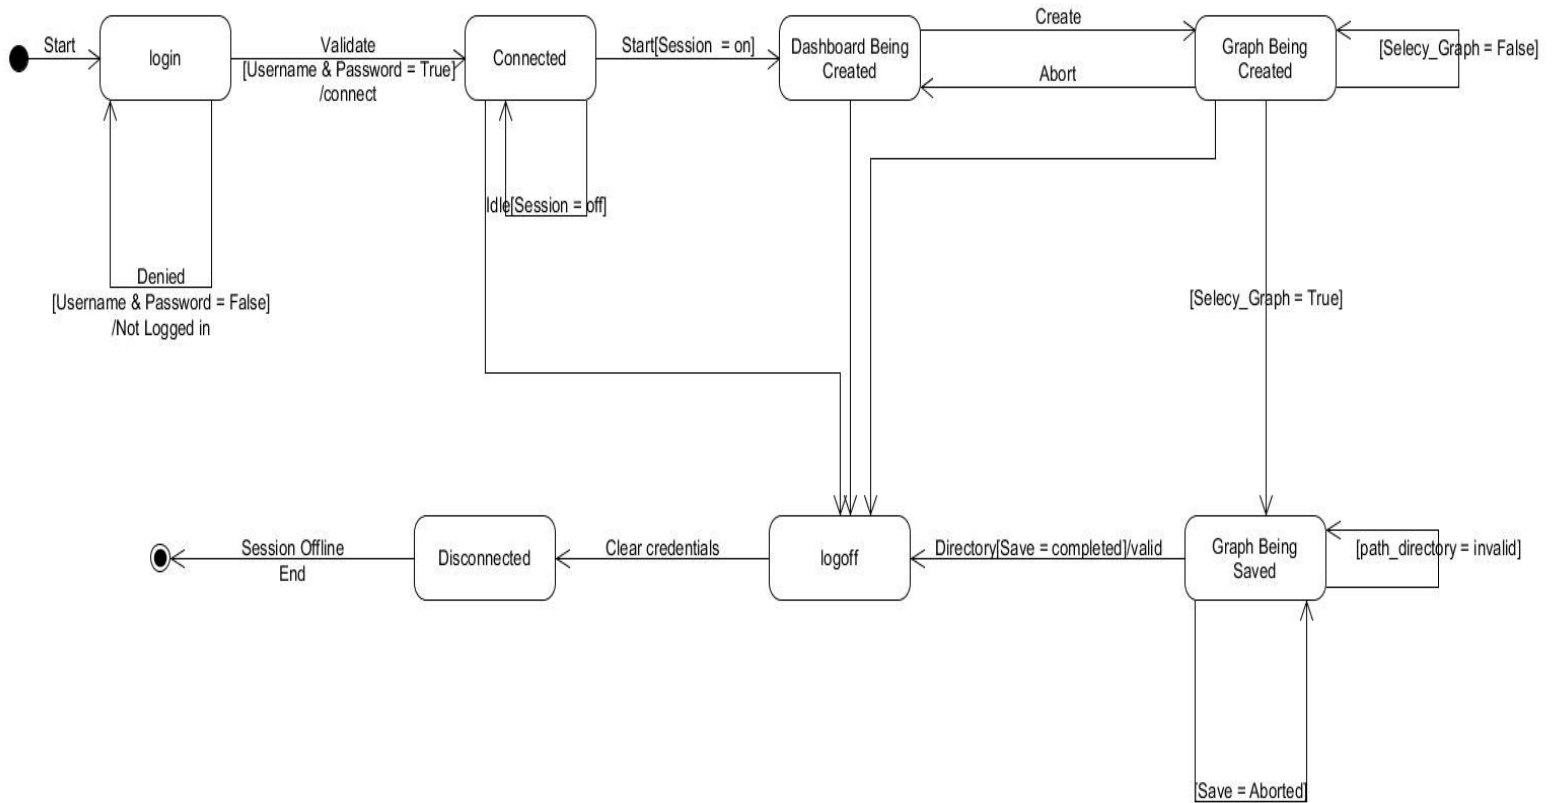 Start
login
Validate
[Username & Password = True]
/connect
Connected
Start[Session = on]
Dashboard Being
Created
Create
Abort
Graph Being
Created
[Selecy_Graph = False]
Idle[Session = off]
Denied
[Username & Password = False]
/Not Logged in
[Selecy_Graph = True]
Session Offline
End
Disconnected
Clear credentials
logoff
Directory[Save = completed]/valid
Graph Being
Saved
[path_directory = invalid]
[Save = Aborted]